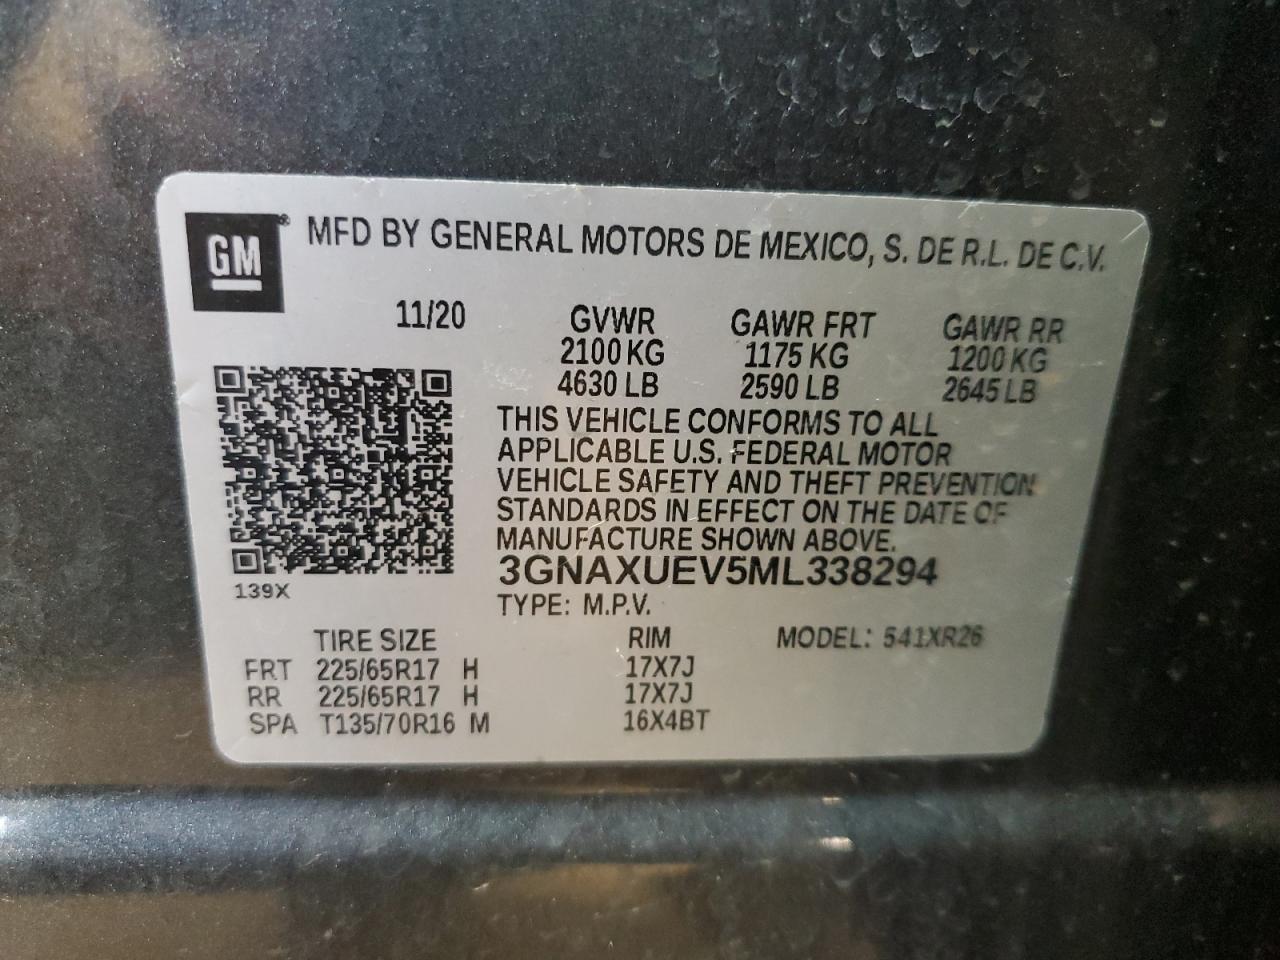 GM® MFD BY GENERAL MOTORS DE MEXICO, S. DE R.L. DE C.V.
11/20 GVWR GAWR FRT GAWR RR
2100 KG 1175 KG 1200 KG
4630 LB 2590 LB 2645 LB
THIS VEHICLE CONFORMS TO ALL
APPLICABLE U.S. FEDERAL MOTOR
VEHICLE SAFETY AND THEFT PREVENTION
STANDARDS IN EFFECT ON THE DATE OF
MANUFACTURE SHOWN ABOVE.
3GNAXUEV5ML338294
139X
TYPE: M.P.V.
TIRE SIZE RIM MODEL: 541XR26
FRT 225/65R17 H 17X7J
RR 225/65R17 H 17X7J
SPA T135/70R16 M 16X4BT